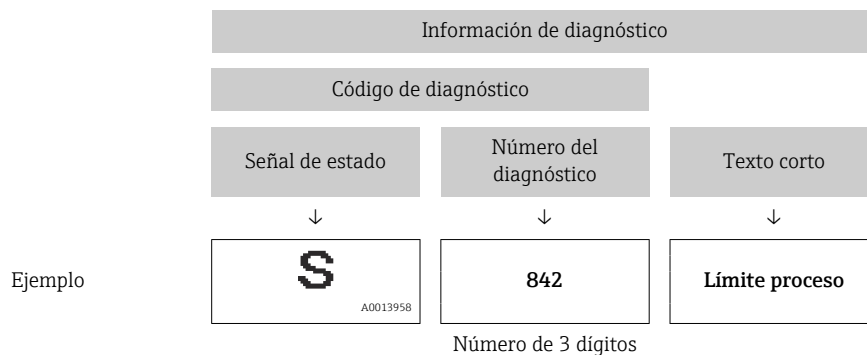 Información de diagnóstico
Código de diagnóstico
Señal de estado
Número del
diagnóstico
Texto corto
↓ ↓ ↓
Ejemplo
S
A0013958
842
Límite proceso
Número de 3 dígitos